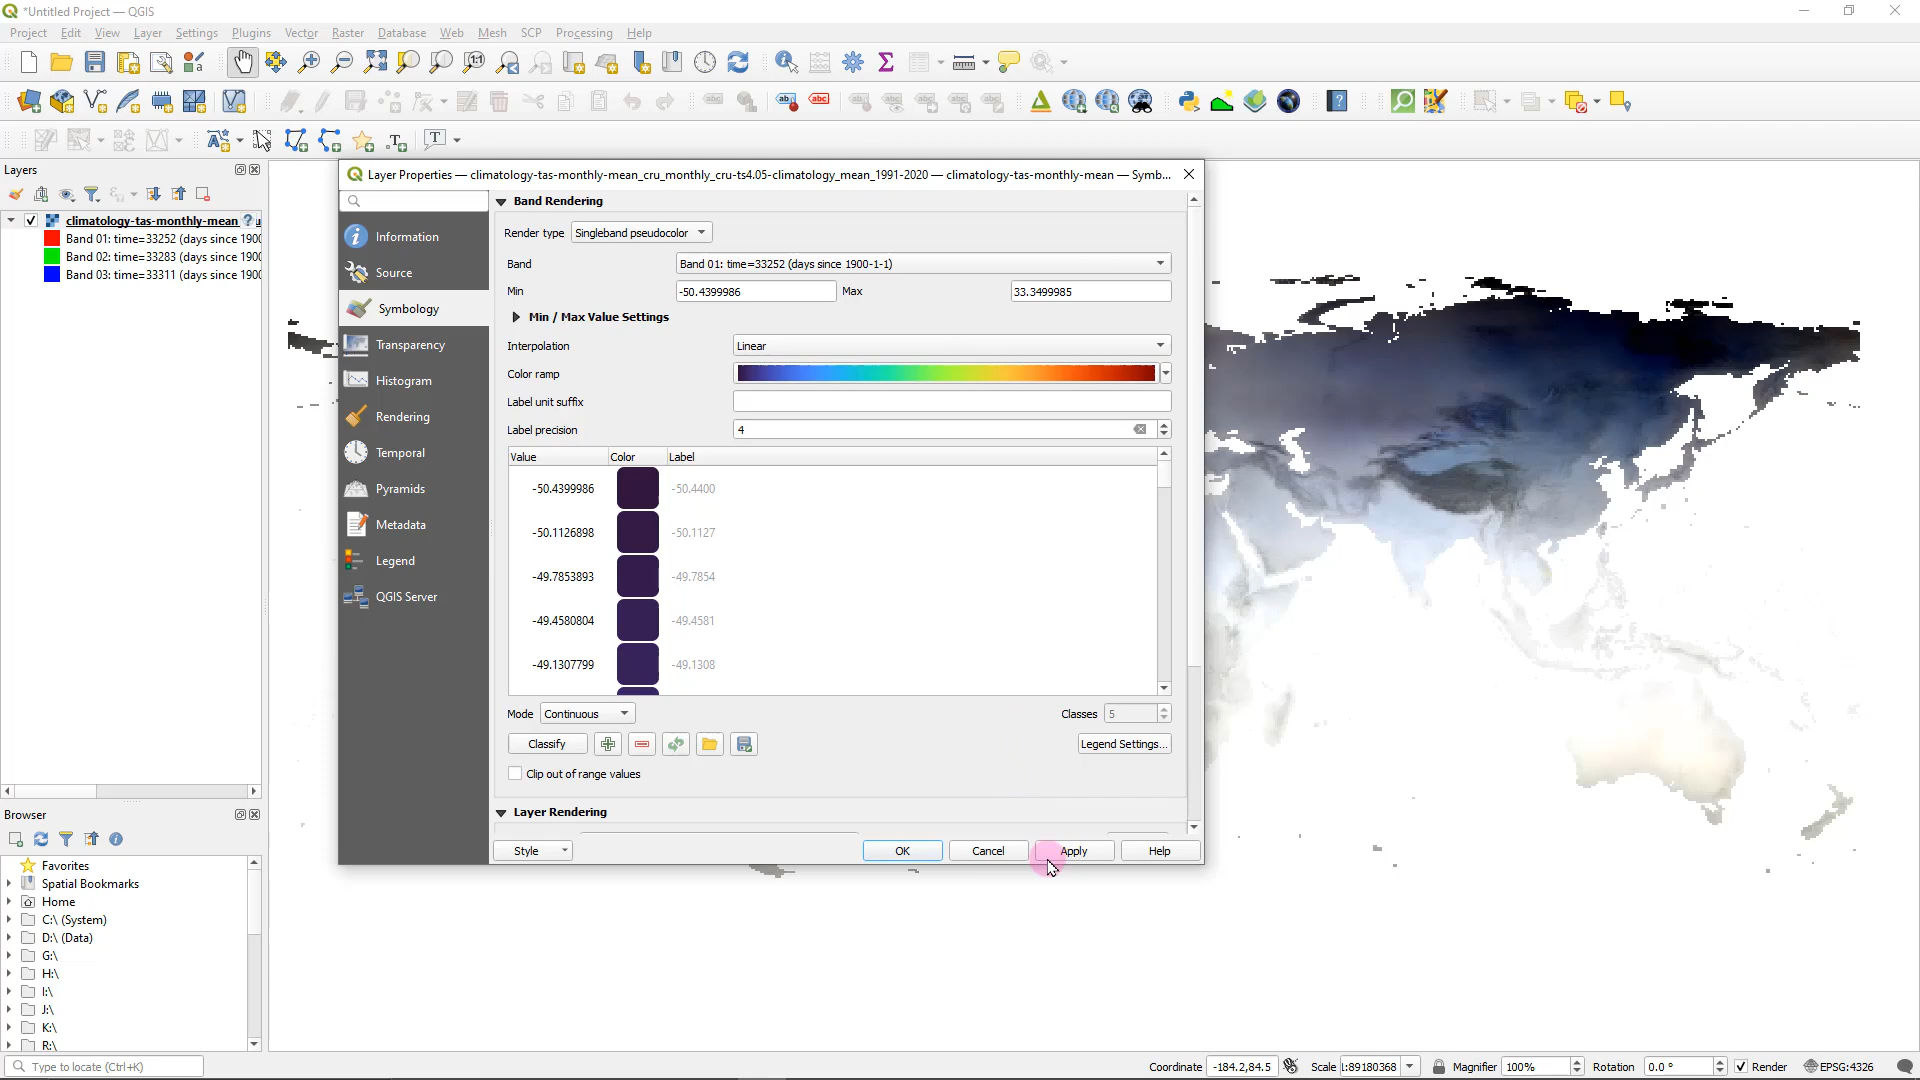 *Untitled Project — QGIS
Project Edit View Layer Settings Plugins Vector Raster Database Web Mesh SCP Processing Help
Layers
climatology-tas-monthly-mean
Band 01: time=33252 (days since 190
Band 02: time=33283 (days since 190
Band 03: time=33311 (days since 190
Layer Properties — climatology-tas-monthly-mean_cru_monthly_cru-ts4.05-climatology_mean_1991-2020 — climatology-tas-monthly-mean — Symb...
Information
Source
Symbology
Transparency
Histogram
Rendering
Temporal
Pyramids
Metadata
Legend
QGIS Server
Band Rendering
Render type Singleband pseudocolor
Band Band 01: time=33252 (days since 1900-1-1)
Min -50.4399986 Max 33.3499985
Min / Max Value Settings
Interpolation Linear
Color ramp
Label unit suffix
Label precision 4
Value Color Label
-50.4399986 -50.4400
-50.1126898 -50.1127
-49.7853893 -49.7854
-49.4580804 -49.4581
-49.1307799 -49.1308
Mode Continuous Classes 5
Classify Legend Settings...
Clip out of range values
Layer Rendering
Style OK Cancel Apply Help
Browser
Favorites
Spatial Bookmarks
Home
C:\ (System)
D:\ (Data)
G:\
H:\
I:\
J:\
K:\
R:\
Type to locate (Ctrl+K)
Coordinate -184.2,84.5 Scale 1:89180368 Magnifier 100% Rotation 0.0 ° Render EPSG:4326